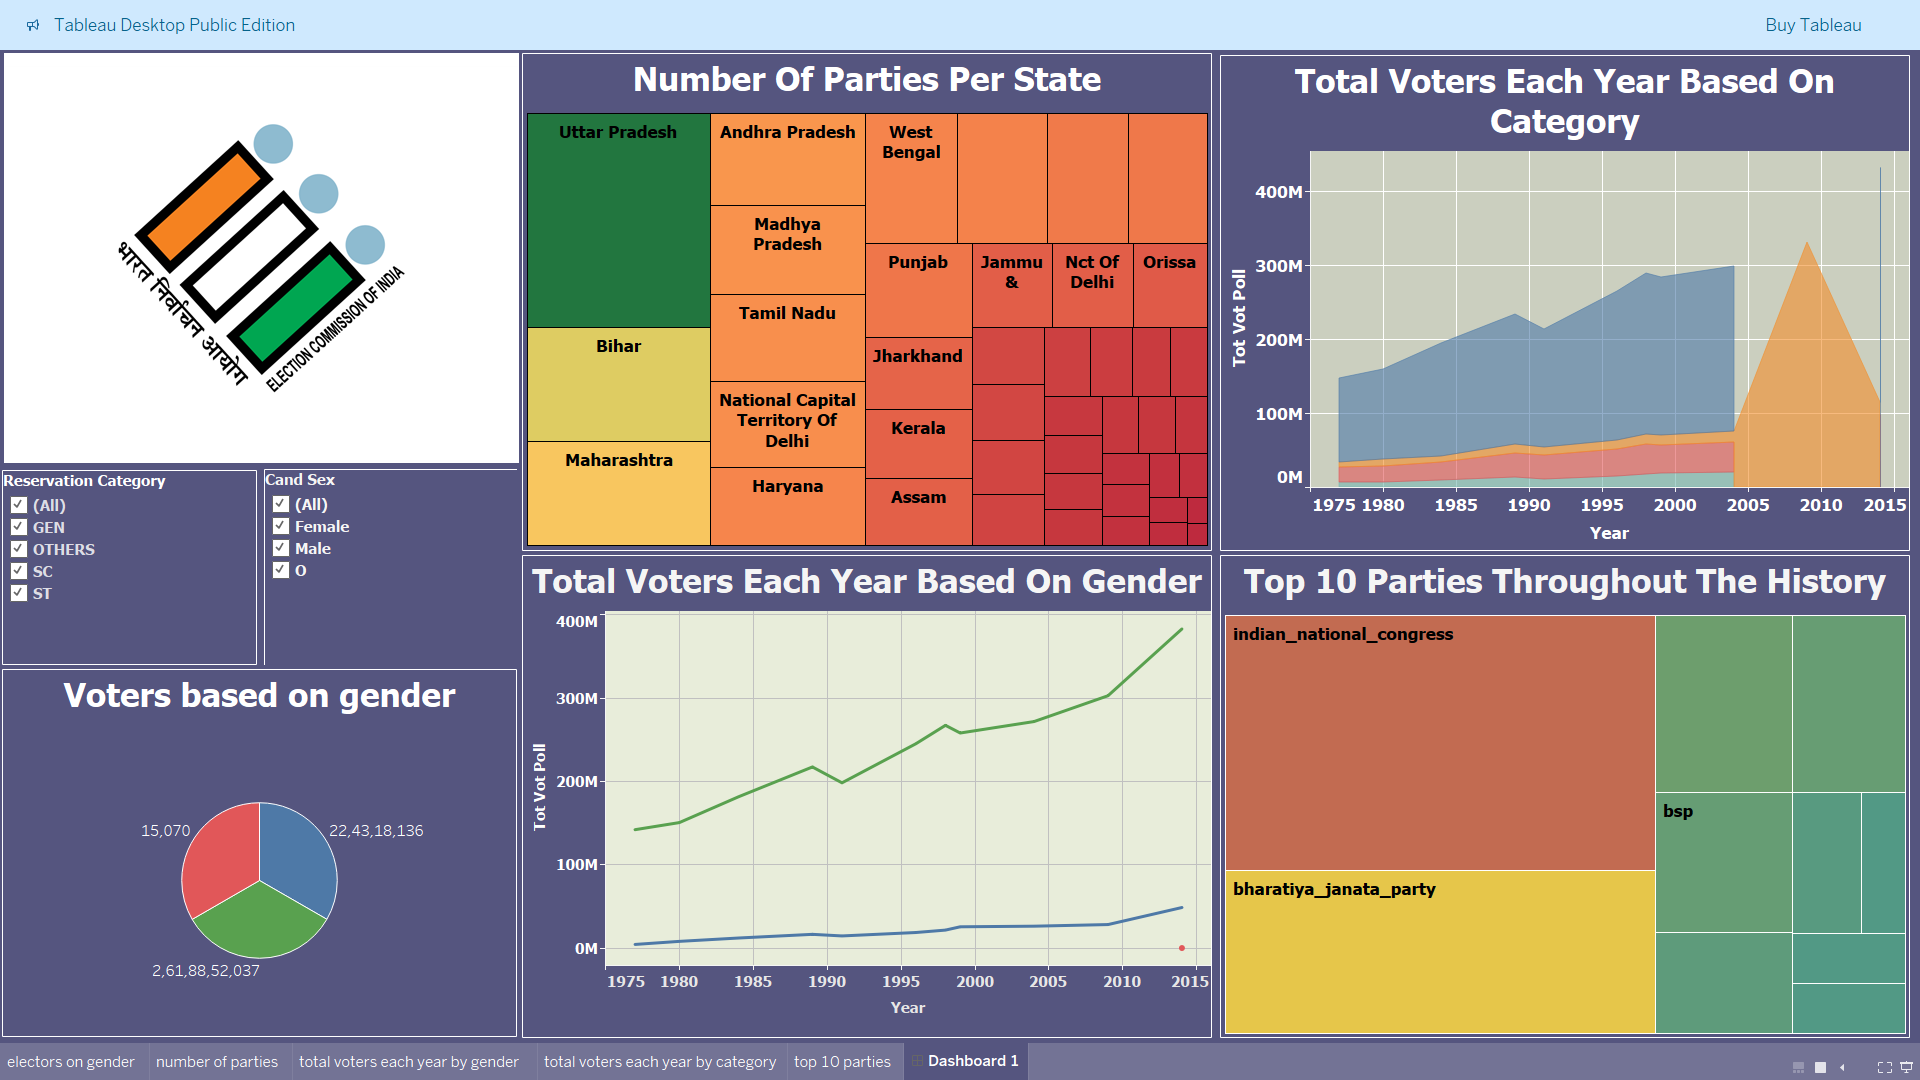 Tableau Desktop Public Edition
Buy Tableau
भारत निर्वाचन आयोग
ELECTION COMMISSION OF INDIA
Reservation Category
(All)
GEN
OTHERS
SC
ST
Cand Sex
(All)
Female
Male
O
Voters based on gender
15,070
22,43,18,136
2,61,88,52,037
Number Of Parties Per State
Uttar Pradesh
Bihar
Maharashtra
Andhra Pradesh
Madhya
Pradesh
Tamil Nadu
National Capital
Territory Of
Delhi
Haryana
West
Bengal
Punjab
Jharkhand
Kerala
Assam
Jammu
&
Nct Of
Delhi
Orissa
Total Voters Each Year Based On Gender
Tot Vot Poll
400M
300M
200M
100M
0M
1975 1980 1985 1990 1995 2000 2005 2010 2015
Year
Total Voters Each Year Based On
Category
Tot Vot Poll
400M
300M
200M
100M
0M
1975 1980 1985 1990 1995 2000 2005 2010 2015
Year
Top 10 Parties Throughout The History
indian_national_congress
bharatiya_janata_party
bsp
electors on gender
number of parties
total voters each year by gender
total voters each year by category
top 10 parties
Dashboard 1